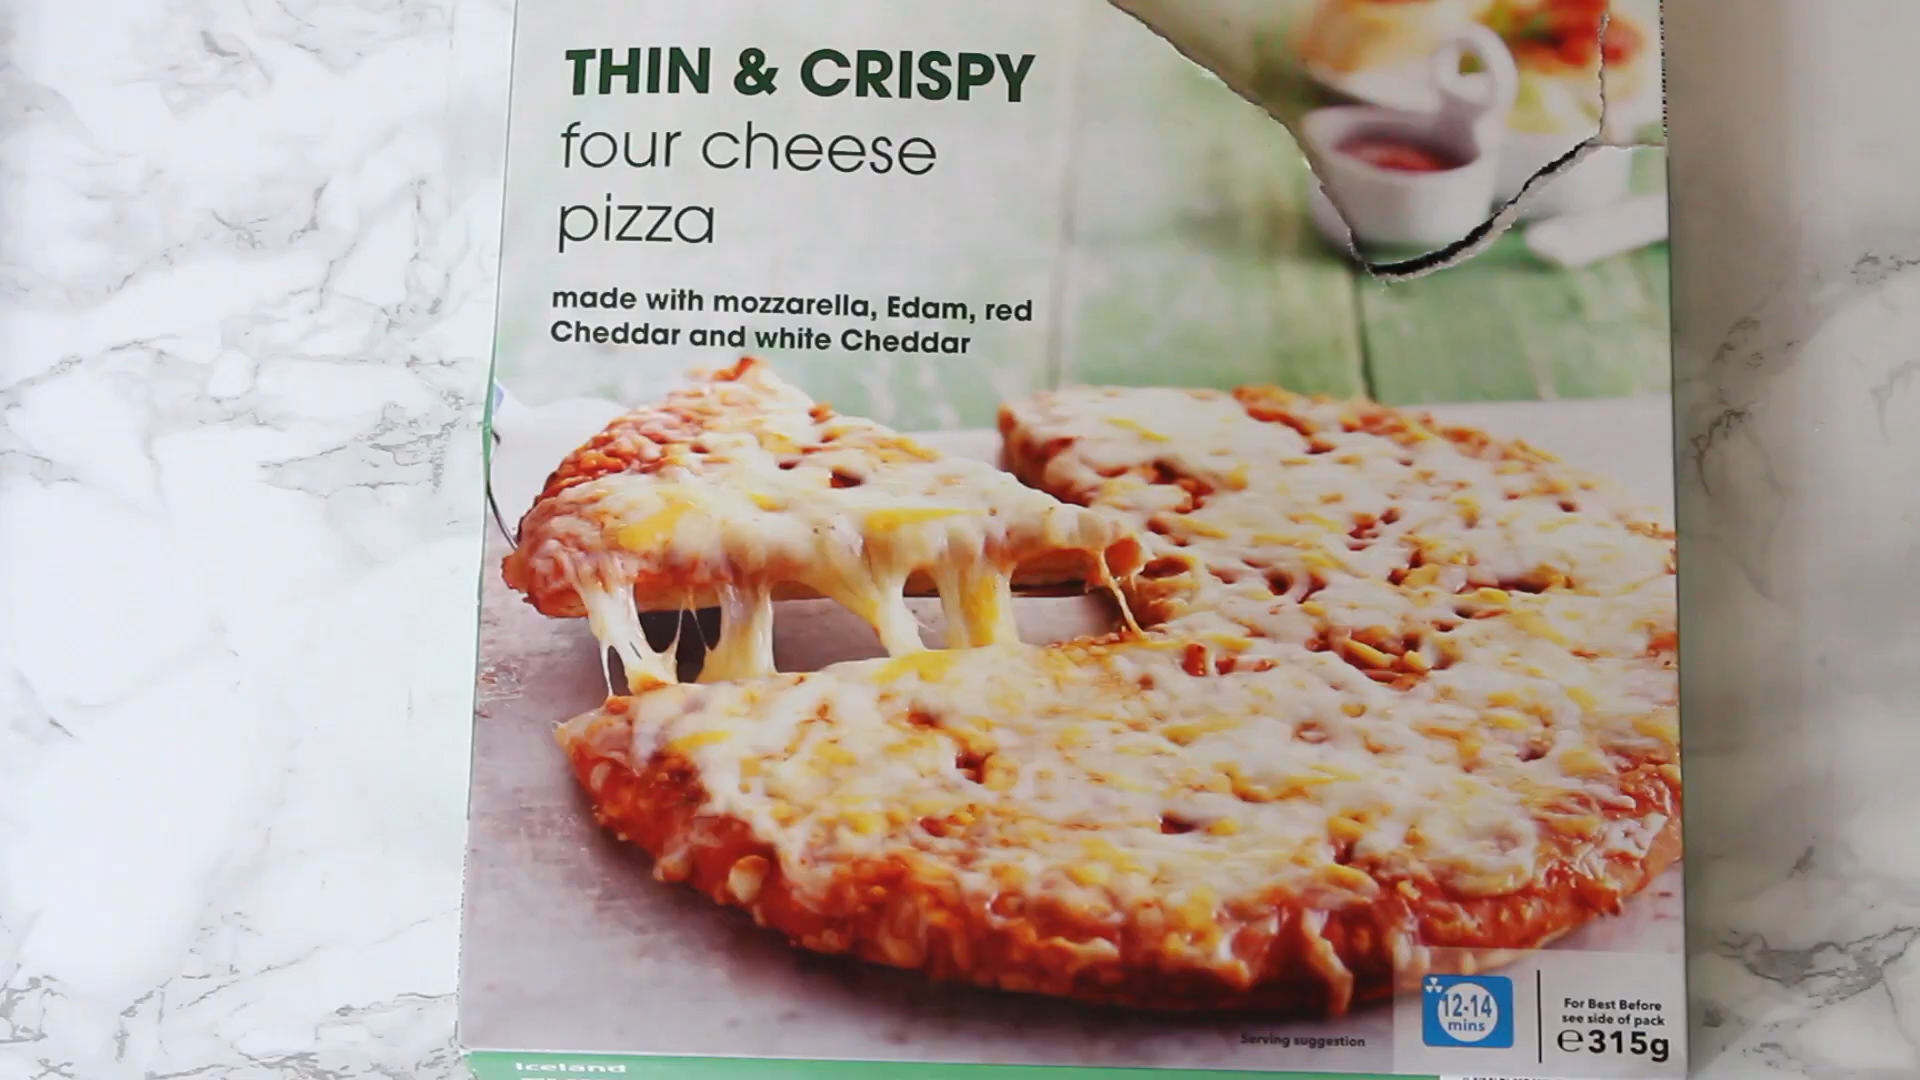 THIN & CRISPY
four cheese
pizza
made with mozzarella, Edam, red
Cheddar and white Cheddar
12-14
mins
For Best Before
see side of pack
℮315g
Serving suggestion
Iceland